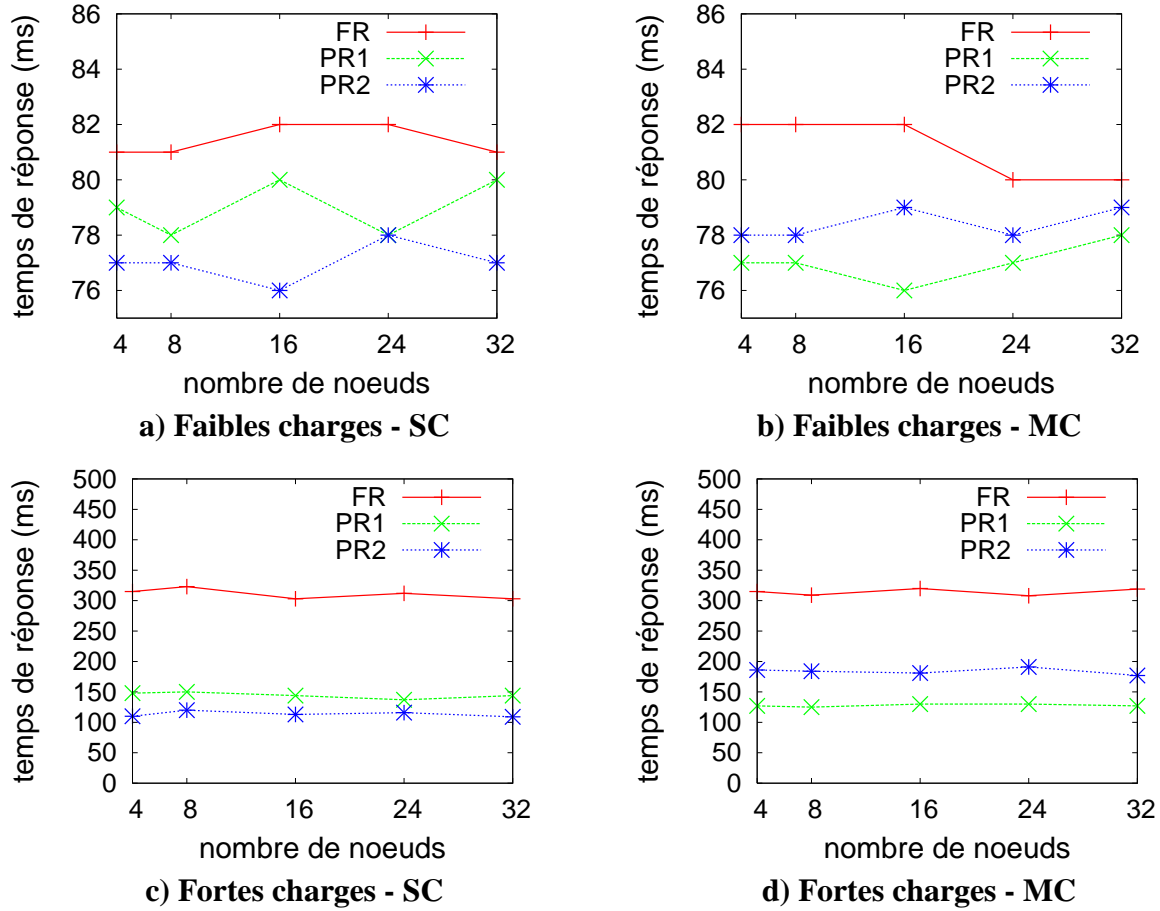 86
84
82
80
78
76
temps de réponse (ms)
FR
PR1
PR2
4 8 16 24 32
nombre de noeuds
a) Faibles charges - SC
86
84
82
80
78
76
temps de réponse (ms)
FR
PR1
PR2
4 8 16 24 32
nombre de noeuds
b) Faibles charges - MC
500
450
400
350
300
250
200
150
100
50
0
temps de réponse (ms)
FR
PR1
PR2
4 8 16 24 32
nombre de noeuds
c) Fortes charges - SC
500
450
400
350
300
250
200
150
100
50
0
temps de réponse (ms)
FR
PR1
PR2
4 8 16 24 32
nombre de noeuds
d) Fortes charges - MC